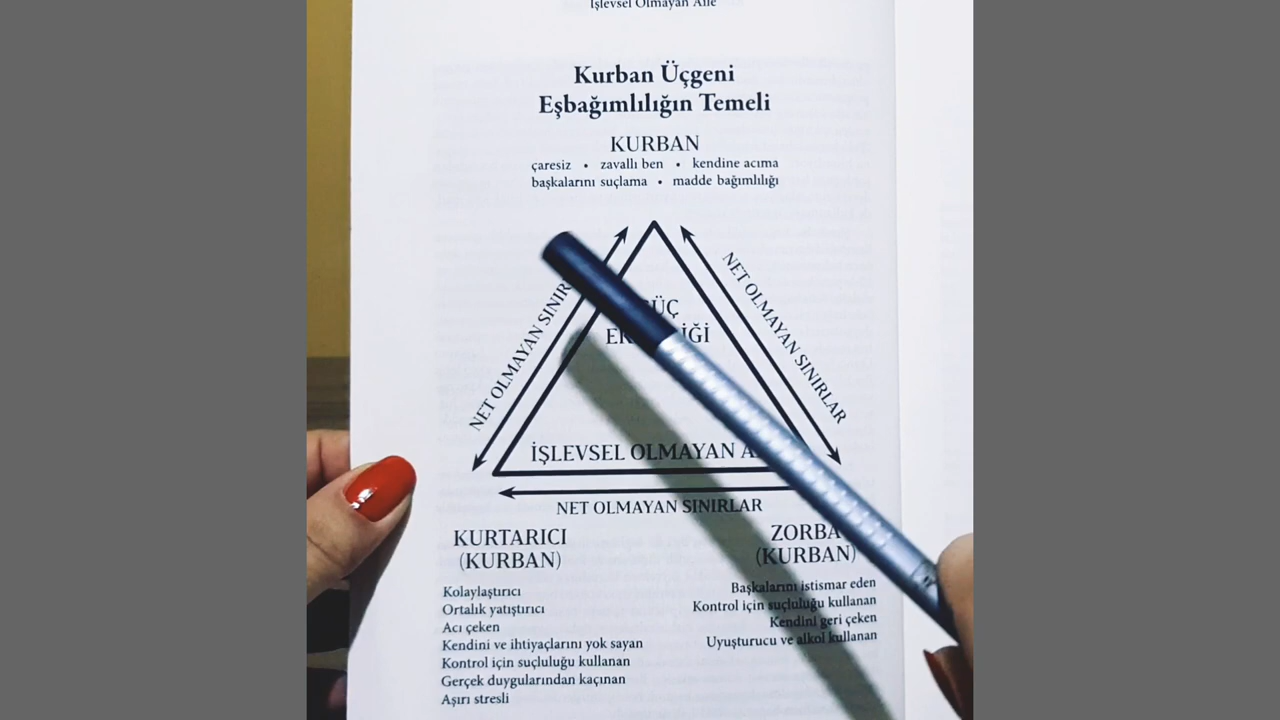 İşlevsel Olmayan Aile
Kurban Üçgeni
Eşbağımlılığın Temeli
KURBAN
çaresiz • zavallı ben • kendine acıma
başkalarını suçlama • madde bağımlılığı
NET OLMAYAN
NET OLMAYAN SINIRLAR
İŞLEVSEL OLMAYAN
NET OLMAYAN SINIRLAR
KURTARICI
(KURBAN)
Kolaylaştırıcı
Ortalık yatıştırıcı
Acı çeken
Kendini ve ihtiyaçlarını yok sayan
Kontrol için suçluluğu kullanan
Gerçek duygularından kaçınan
Aşırı stresli
ZORBA
(KURBAN)
Başkalarını istismar eden
Kontrol için suçluluğu kullanan
Kendini geri çeken
Uyuşturucu ve alkol kullanan